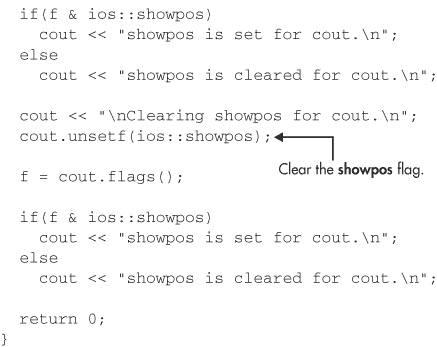 if(f & ios::showpos)
  cout << "showpos is set for cout.\n";
else
  cout << "showpos is cleared for cout.\n";

cout << "\nClearing showpos for cout.\n";
cout.unsetf(ios::showpos);
Clear the showpos flag.
f = cout.flags();

if(f & ios::showpos)
  cout << "showpos is set for cout.\n";
else
  cout << "showpos is cleared for cout.\n";

return 0;
}